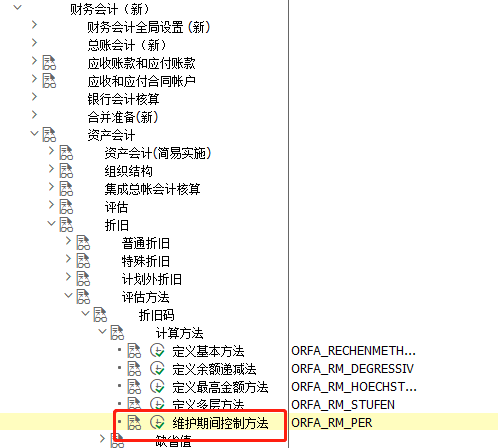 财务会计（新）
财务会计全局设置 (新)
总账会计（新）
应收账款和应付账款
应收和应付合同帐户
银行会计核算
合并准备(新)
资产会计
资产会计(简易实施)
组织结构
集成总帐会计核算
评估
折旧
普通折旧
特殊折旧
计划外折旧
评估方法
折旧码
计算方法
定义基本方法 ORFA_RECHENMETH...
定义余额递减法 ORFA_RM_DEGRESSIV
定义最高金额方法 ORFA_RM_HOECHST...
定义多层方法 ORFA_RM_STUFEN
维护期间控制方法 ORFA_RM_PER
缺省值